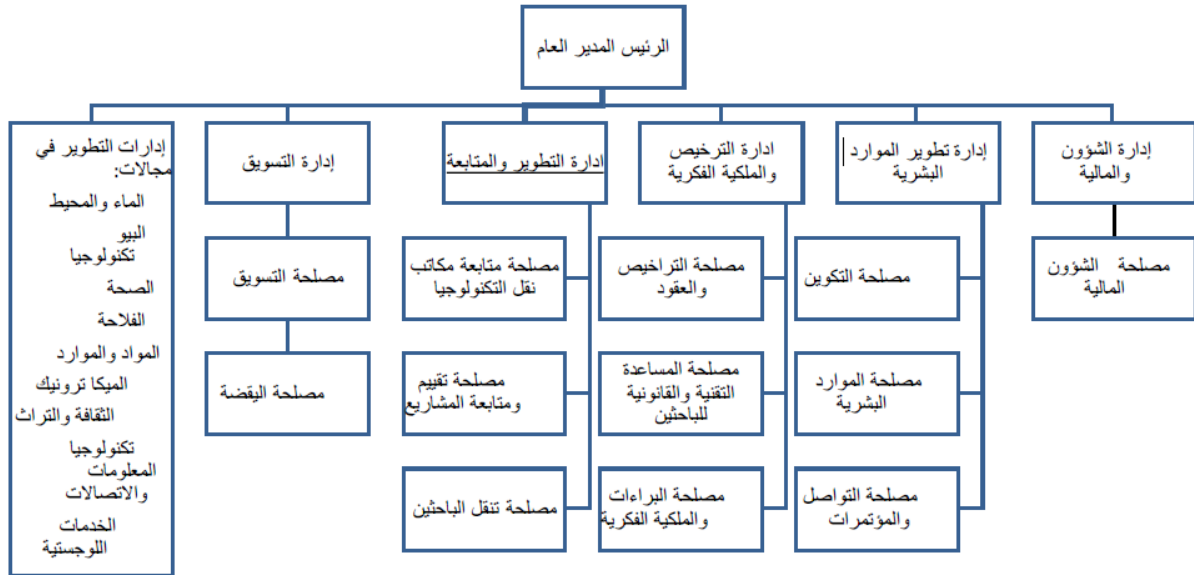 الرئيس المدير العام
إدارة الشؤون
والمالية
إدارة تطوير الموارد
البشرية
ادارة الترخيص
والملكية الفكرية
ادارة التطوير والمتابعة
إدارة التسويق
إدارات التطوير في
مجالات:
الماء والمحيط
البيو
تكنولوجيا
الصحة
الفلاحة
المواد والموارد
الميكا ترونيك
الثقافة والتراث
تكنولوجيا
المعلومات
والاتصالات
الخدمات
اللوجستية
مصلحة الشؤون
المالية
مصلحة التكوين
مصلحة التراخيص
والعقود
مصلحة متابعة مكاتب
نقل التكنولوجيا
مصلحة التسويق
مصلحة الموارد
البشرية
مصلحة المساعدة
التقنية والقانونية
للباحثين
مصلحة تقييم
ومتابعة المشاريع
مصلحة اليقضة
مصلحة التواصل
والمؤتمرات
مصلحة البراءات
والملكية الفكرية
مصلحة تنقل الباحثين